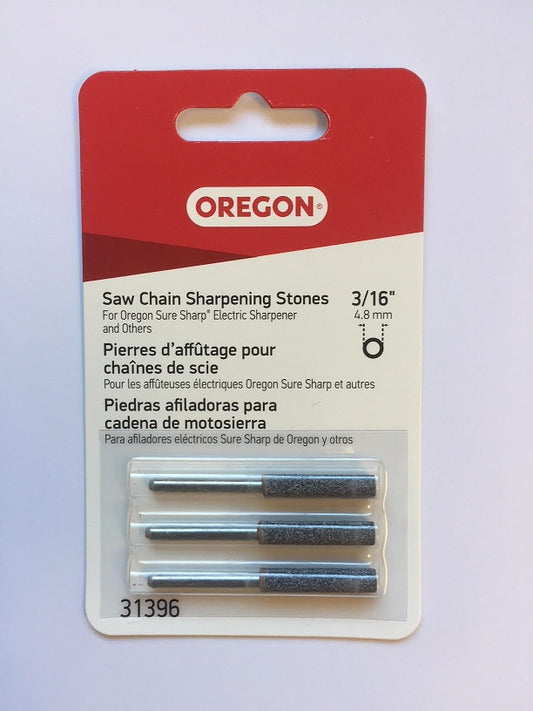 OREGON®
Saw Chain Sharpening Stones
3/16"
For Oregon Sure Sharp® Electric Sharpener
4.8 mm
and Others
Pierres d'affûtage pour
chaînes de scie
Pour les affûteuses électriques Oregon Sure Sharp et autres
Piedras afiladoras para
cadena de motosierra
Para afiladores eléctricos Sure Sharp de Oregon y otros
31396